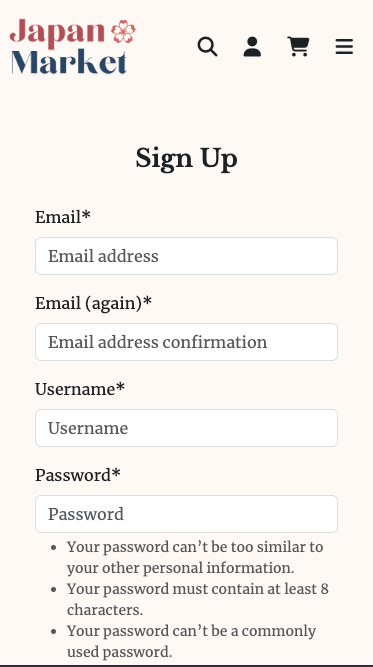 Japan
Market
Sign Up
Email*
Email address
Email (again)*
Email address confirmation
Username*
Username
Password*
Password
• Your password can’t be too similar to
your other personal information.
• Your password must contain at least 8
characters.
• Your password can’t be a commonly
used password.